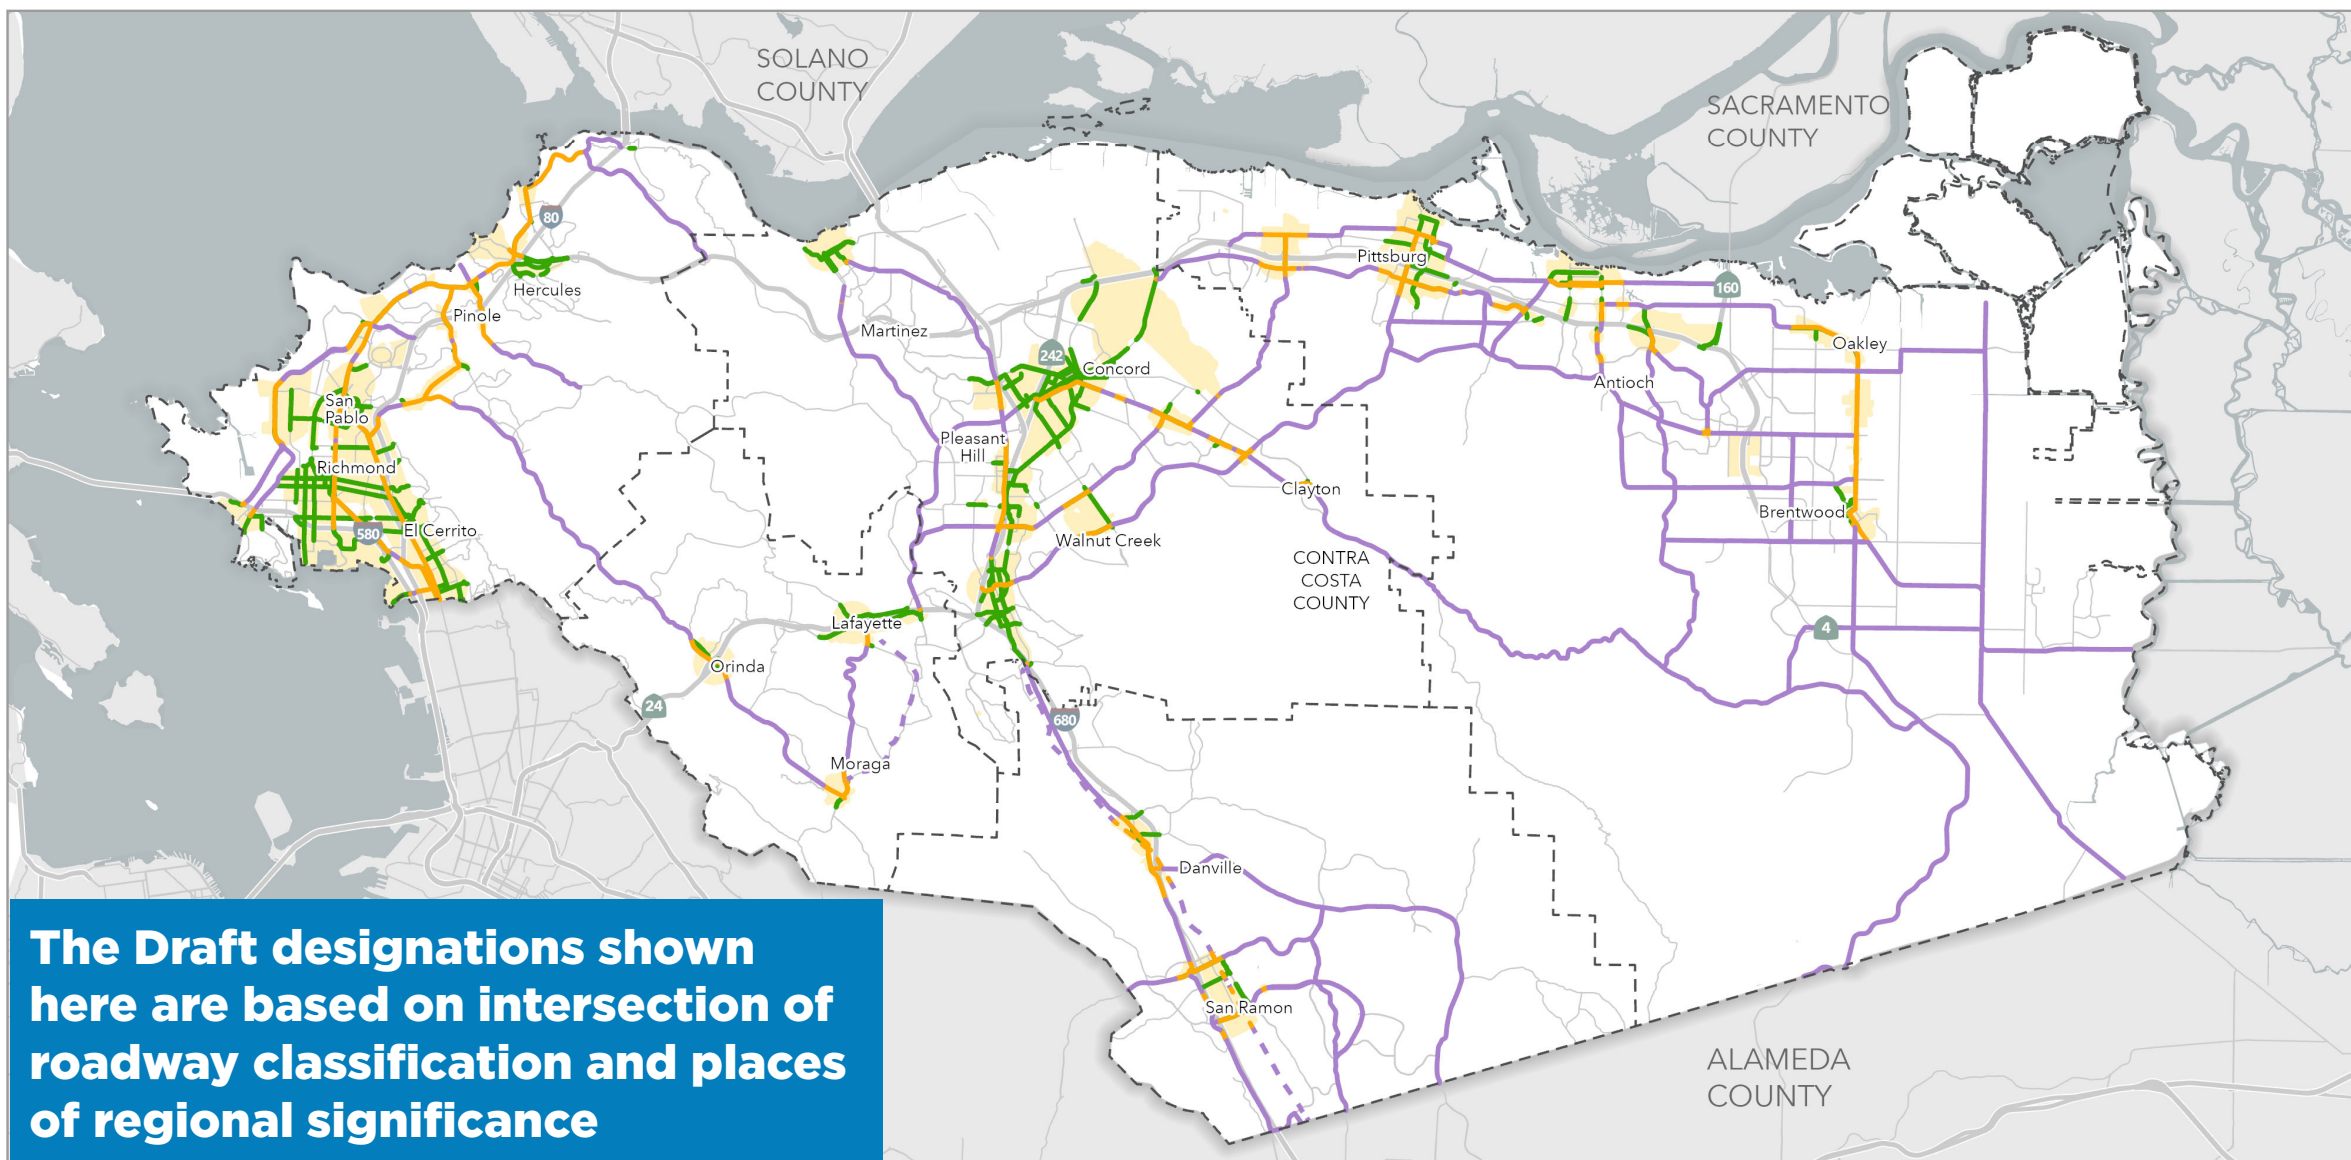 SOLANO
COUNTY
SACRAMENTO
COUNTY
80
Hercules
Pinole
Martinez
Pittsburg
160
Oakley
242
Concord
Antioch
San
Pablo
Pleasant
Hill
Richmond
Clayton
Brentwood
580
El Cerrito
Walnut Creek
CONTRA
COSTA
COUNTY
Lafayette
4
Orinda
24
680
Moraga
Danville
San Ramon
ALAMEDA
COUNTY
The Draft designations shown
here are based on intersection of
roadway classification and places
of regional significance